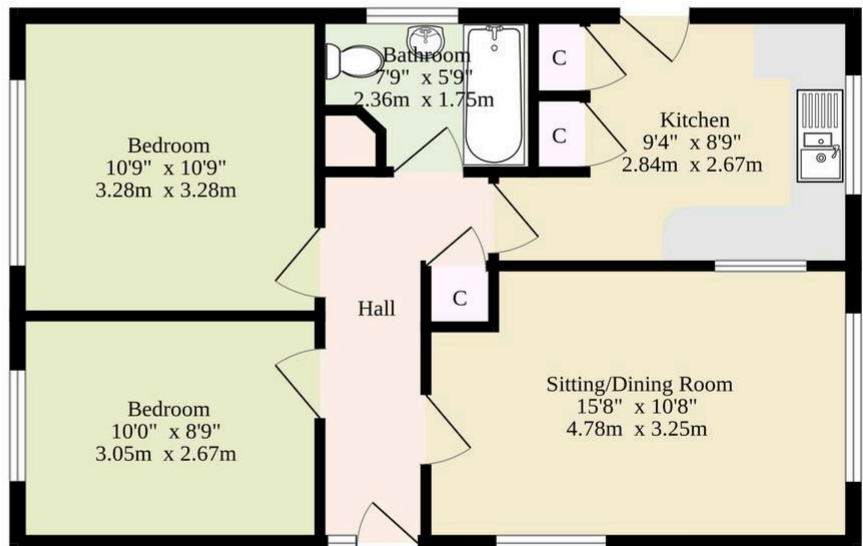 Bedroom
10'9"  x 10'9"
3.28m  x 3.28m
Bathroom
7'9"  x 5'9"
2.36m  x 1.75m
C
C
Kitchen
9'4"  x 8'9"
2.84m  x 2.67m
Hall
C
Bedroom
10'0"  x 8'9"
3.05m  x 2.67m
Sitting/Dining Room
15'8"  x 10'8"
4.78m  x 3.25m